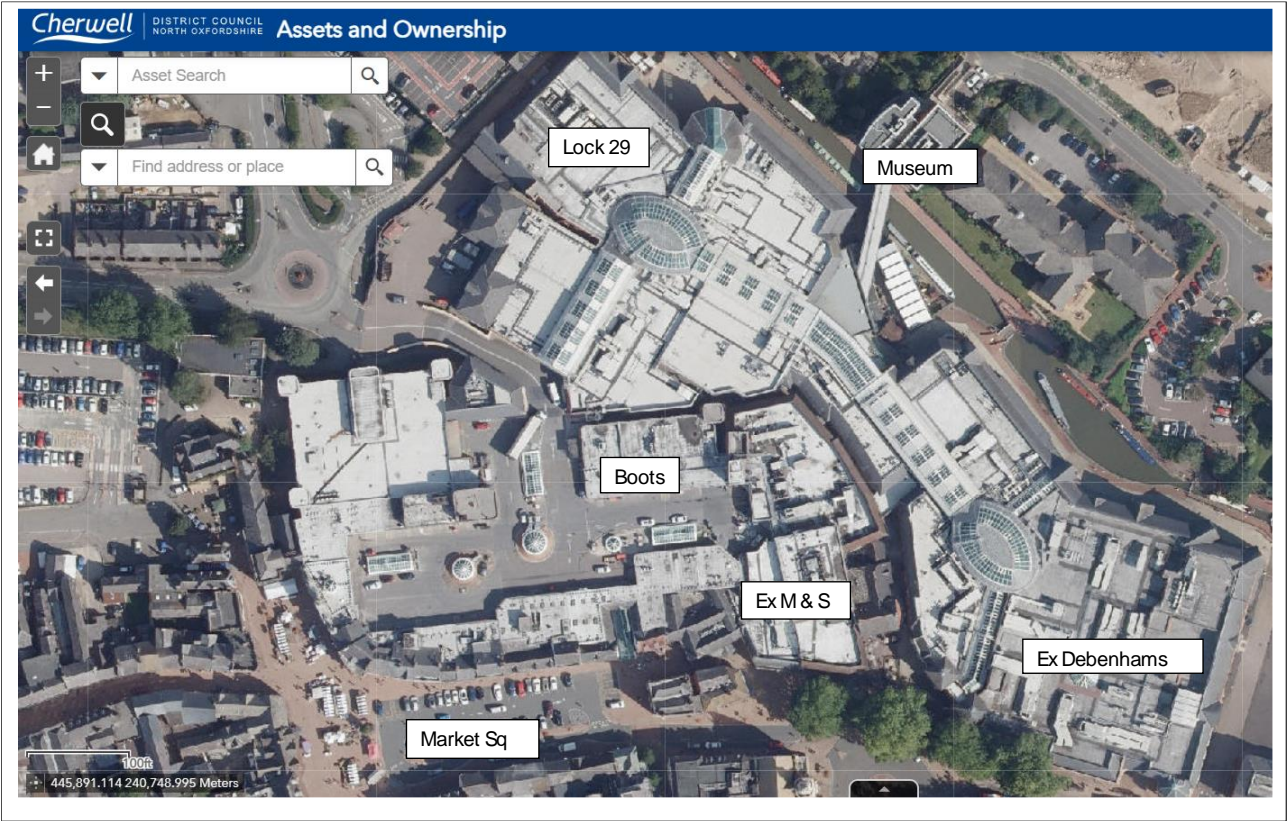 Cherwell
DISTRICT COUNCIL
NORTH OXFORDSHIRE
Assets and Ownership
Asset Search
Find address or place
Lock 29
Museum
Boots
Ex M & S
Ex Debenhams
Market Sq
100ft
445,891.114 240,748.995 Meters